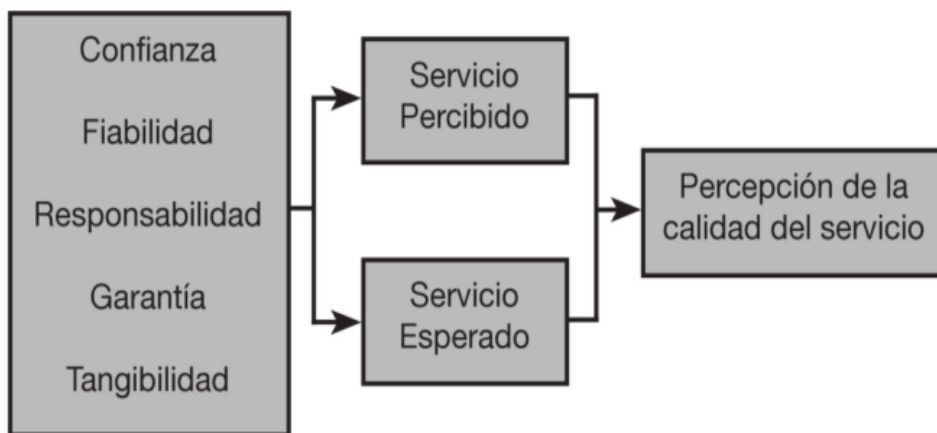 Confianza
Fiabilidad
Responsabilidad
Garantía
Tangibilidad
Servicio
Percibido
Servicio
Esperado
Percepción de la
calidad del servicio